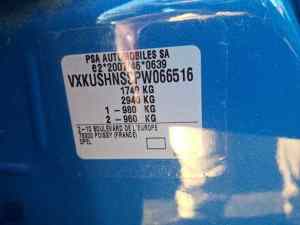 PSA AUTOMOBILES SA
e2*2007/46*0639
VXKUSHNSSPW066516
1740 KG
2940 KG
1 - 980 KG
2 - 960 KG
2-10 BOULEVARD DE L'EUROPE
78300 POISSY (FRANCE)
OPEL